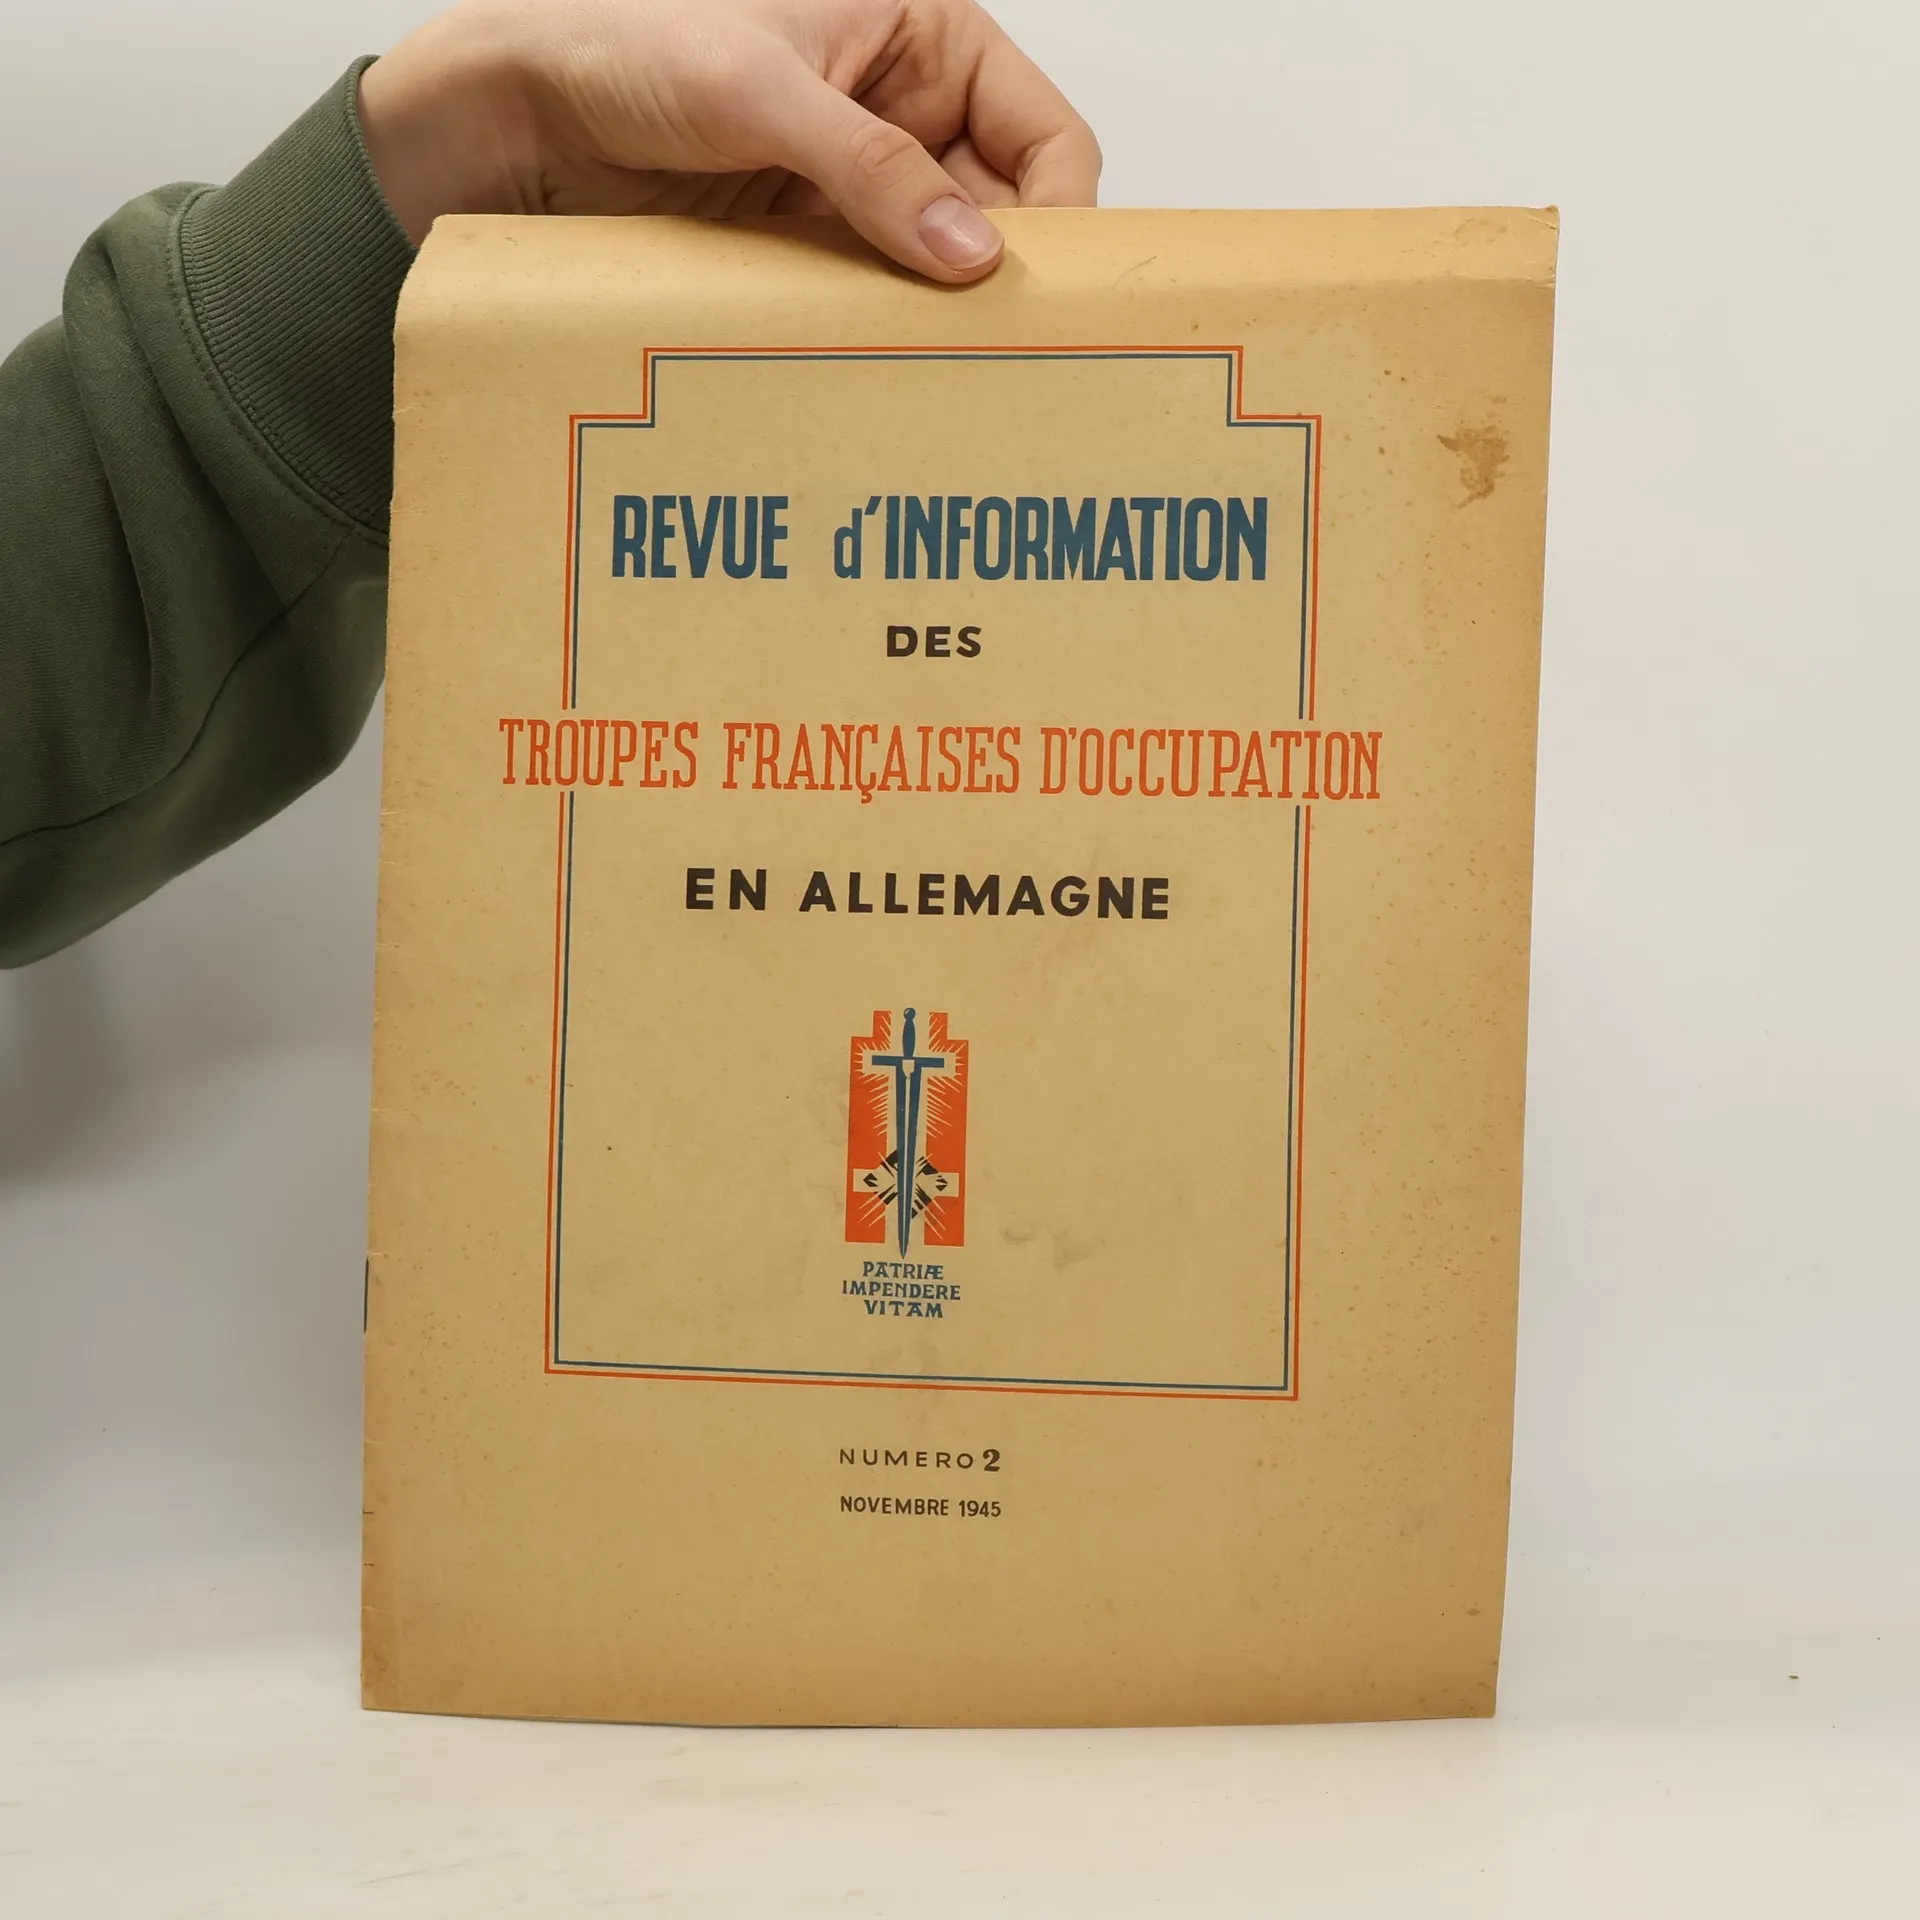 REVUE d'INFORMATION
DES
TROUPES FRANÇAISES D'OCCUPATION
EN ALLEMAGNE
PATRIÆ
IMPENDERE
VITAM
NUMERO 2
NOVEMBRE 1945